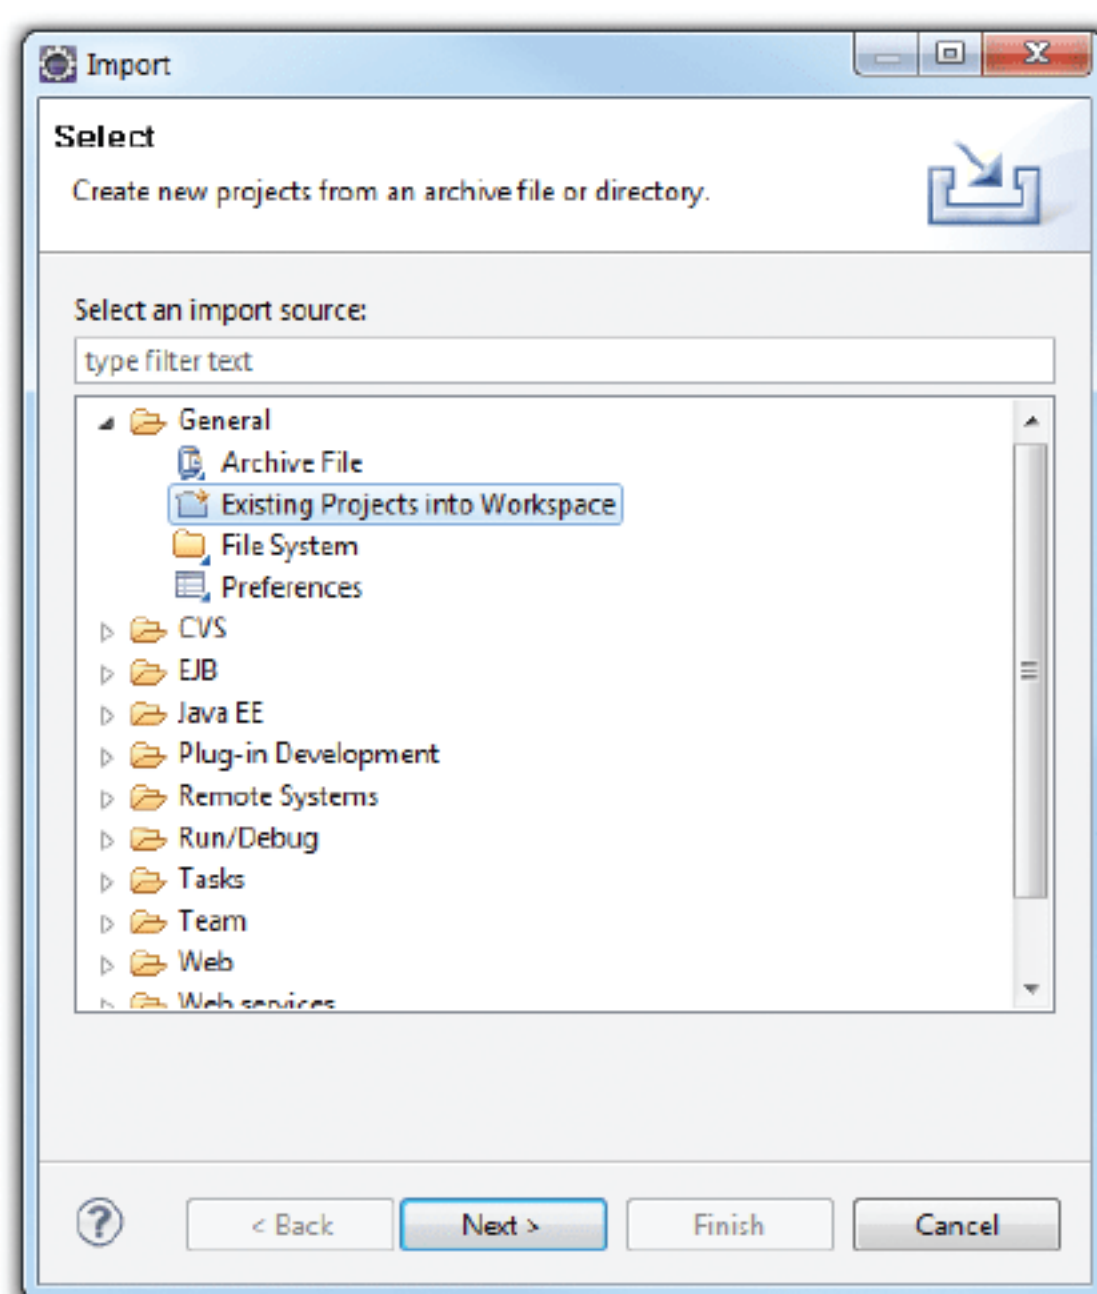 Import
Select
Create new projects from an archive file or directory.
Select an import source:
type filter text
General
Archive File
Existing Projects into Workspace
File System
Preferences
CVS
EJB
Java EE
Plug-in Development
Remote Systems
Run/Debug
Tasks
Team
Web
Web services
< Back
Next >
Finish
Cancel